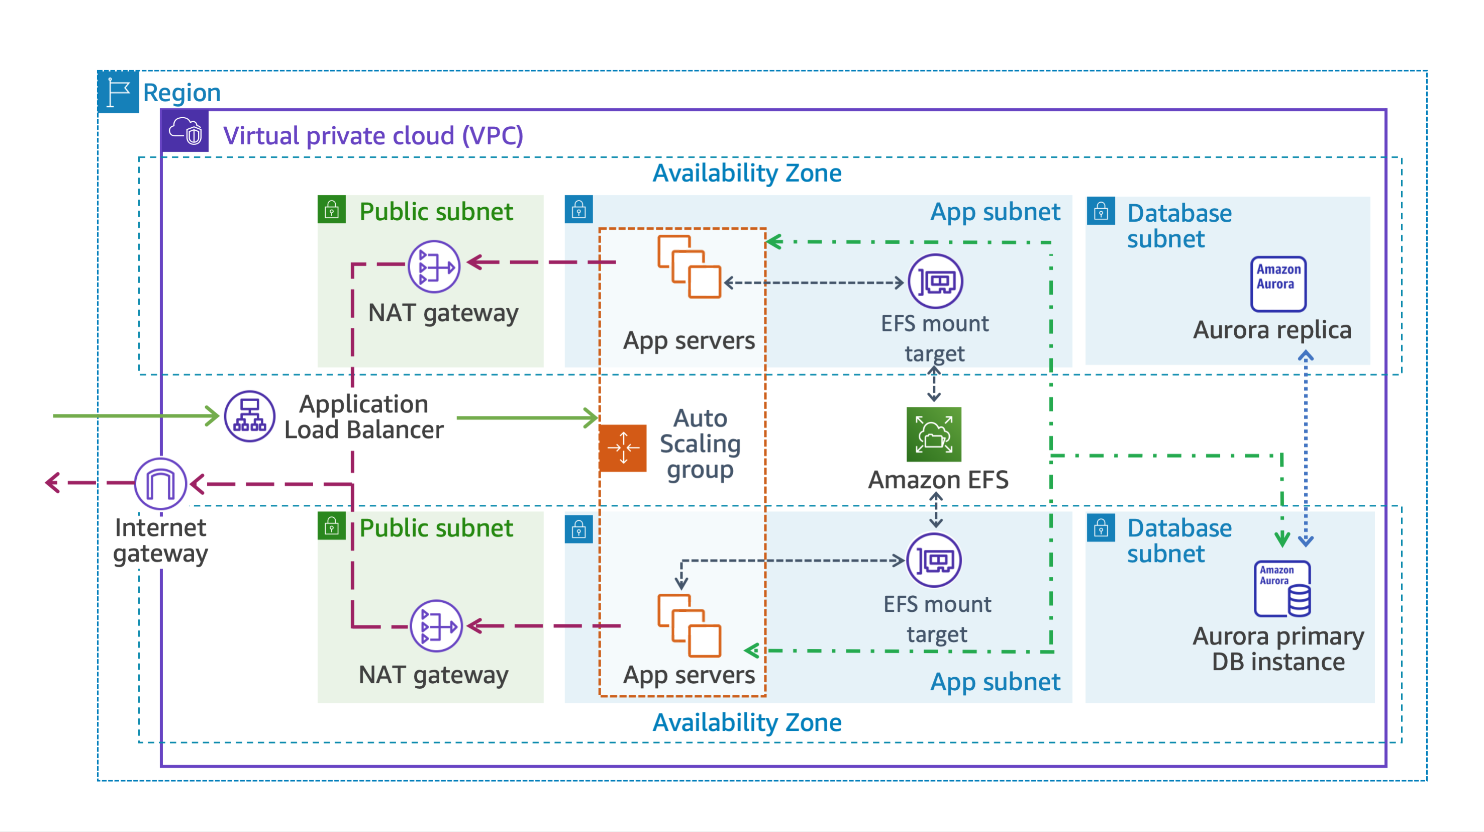 Region
Virtual private cloud (VPC)
Availability Zone
Public subnet
NAT gateway
App subnet
App servers
EFS mount
target
Database
subnet
Amazon
Aurora
Aurora replica
Application
Load Balancer
Auto
Scaling
group
Amazon EFS
Internet
gateway
Public subnet
NAT gateway
App servers
EFS mount
target
App subnet
Database
subnet
Amazon
Aurora
Aurora primary
DB instance
Availability Zone